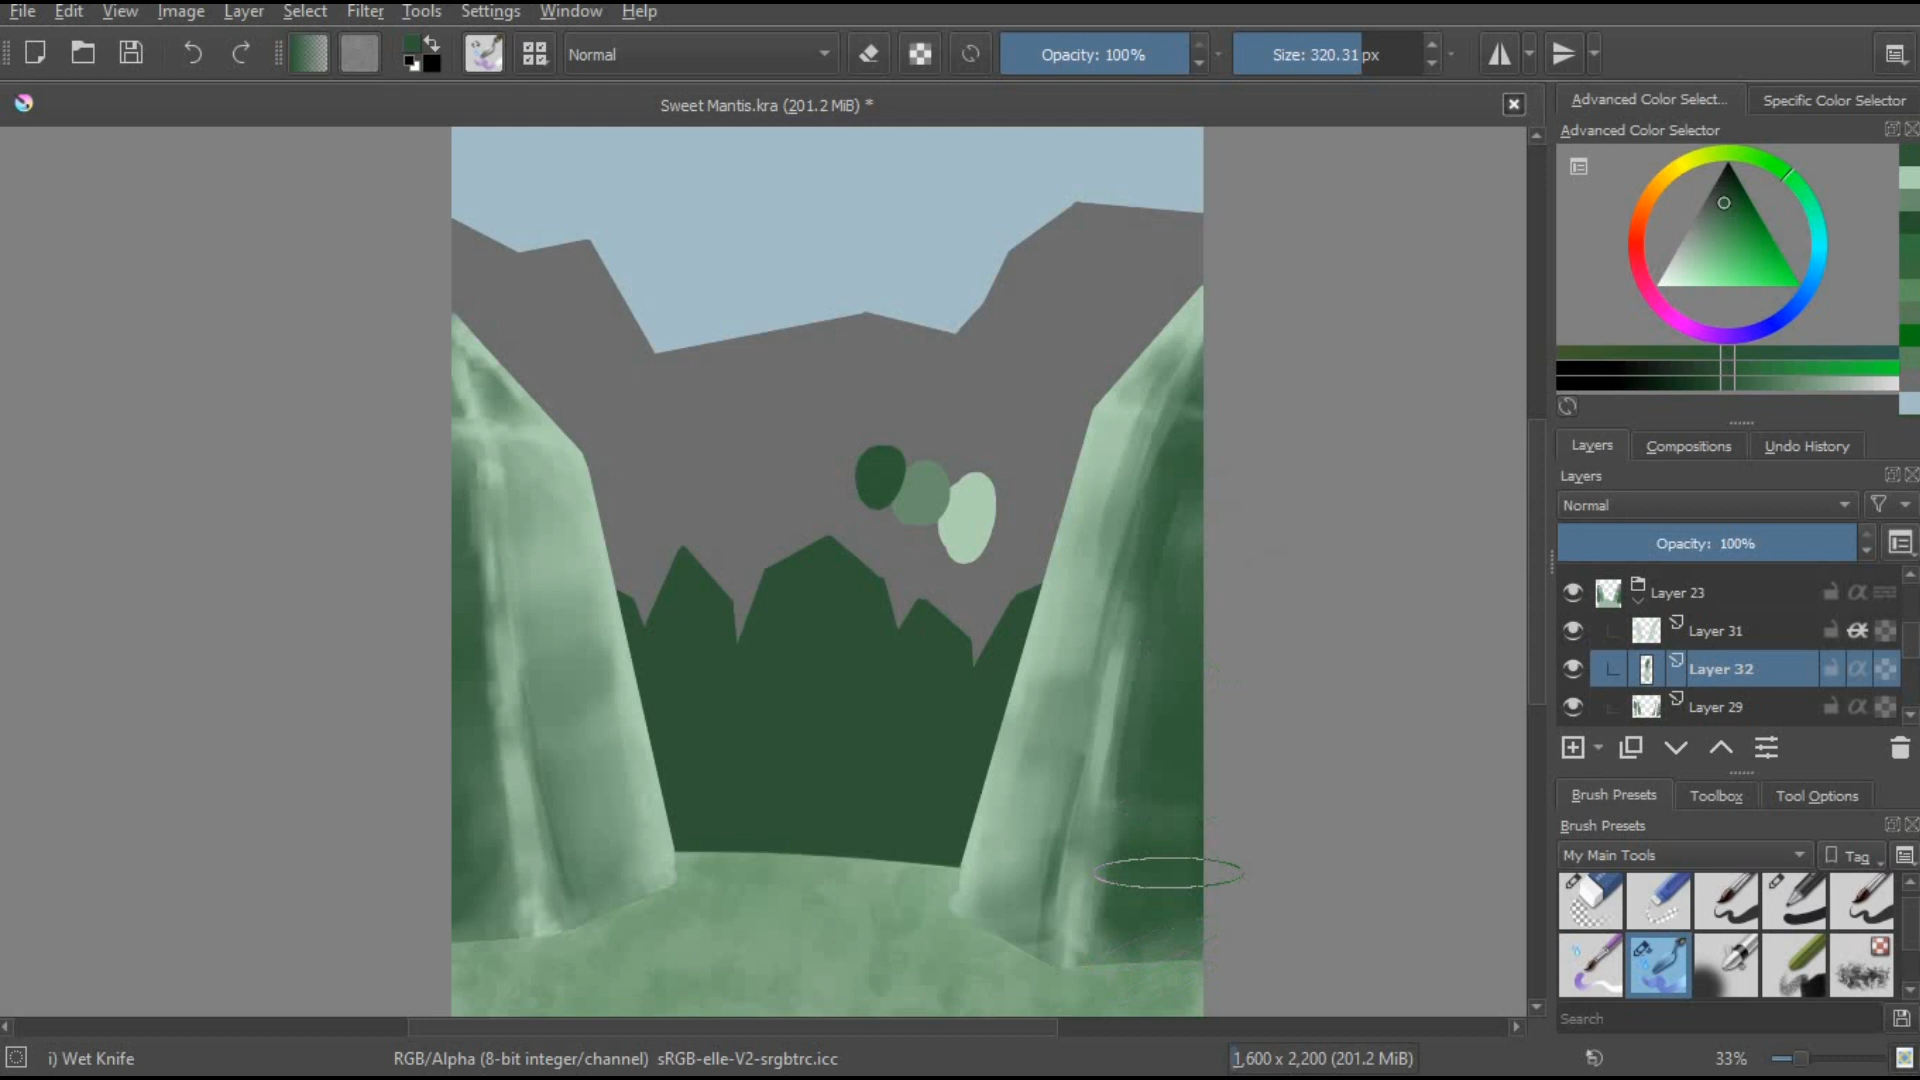 File Edit View Image Layer Select Filter Tools Settings Window Help
Normal Opacity: 100% Size: 320.31 px
Sweet Mantis.kra (201.2 MiB) *
Advanced Color Select... Specific Color Selector
Advanced Color Selector
Layers Compositions Undo History
Layers
Normal
Opacity: 100%
Layer 23
Layer 31
Layer 32
Layer 29
Brush Presets Toolbox Tool Options
Brush Presets
My Main Tools Tag
Search
i) Wet Knife RGB/Alpha (8-bit integer/channel) sRGB-elle-V2-srgbtrc.icc 1,600 x 2,200 (201.2 MiB) 33%